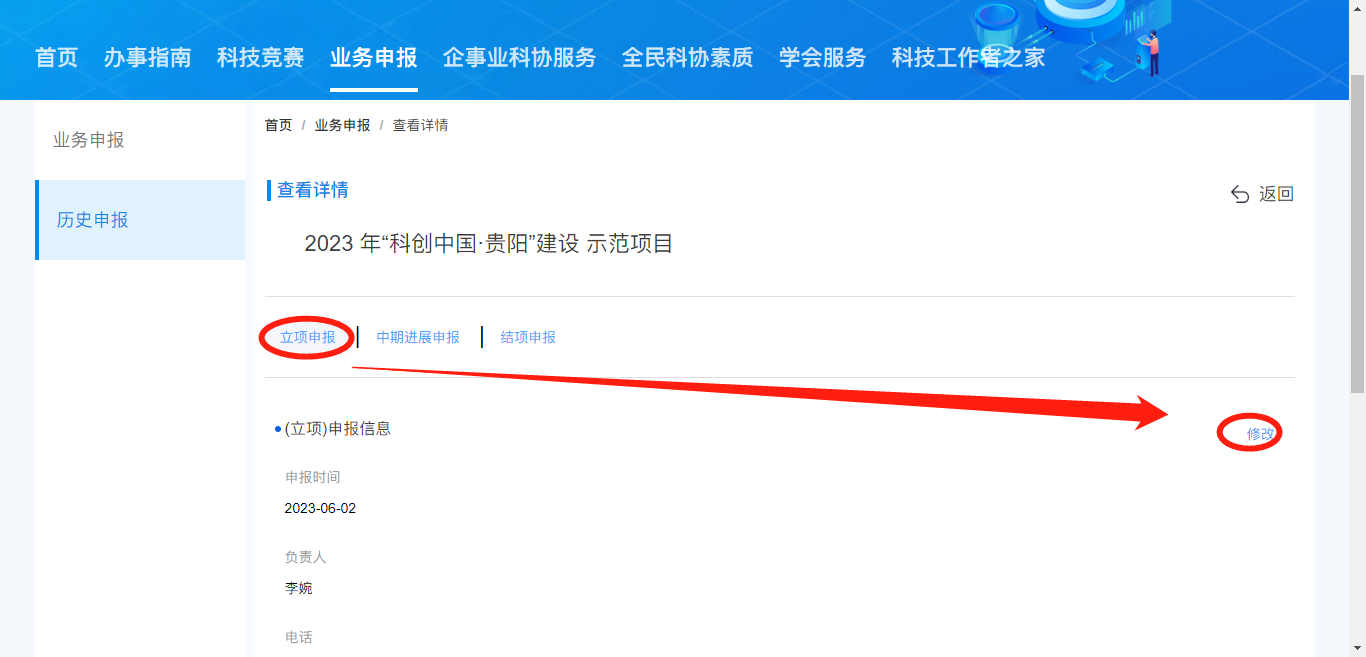 首页 办事指南 科技竞赛 业务申报 企事业科协服务 全民科协素质 学会服务 科技工作者之家
业务申报
历史申报
首页 / 业务申报 / 查看详情
查看详情
返回
2023 年“科创中国·贵阳”建设 示范项目
立项申报 中期进展申报 结项申报
(立项)申报信息
修改
申报时间
2023-06-02
负责人
李婉
电话